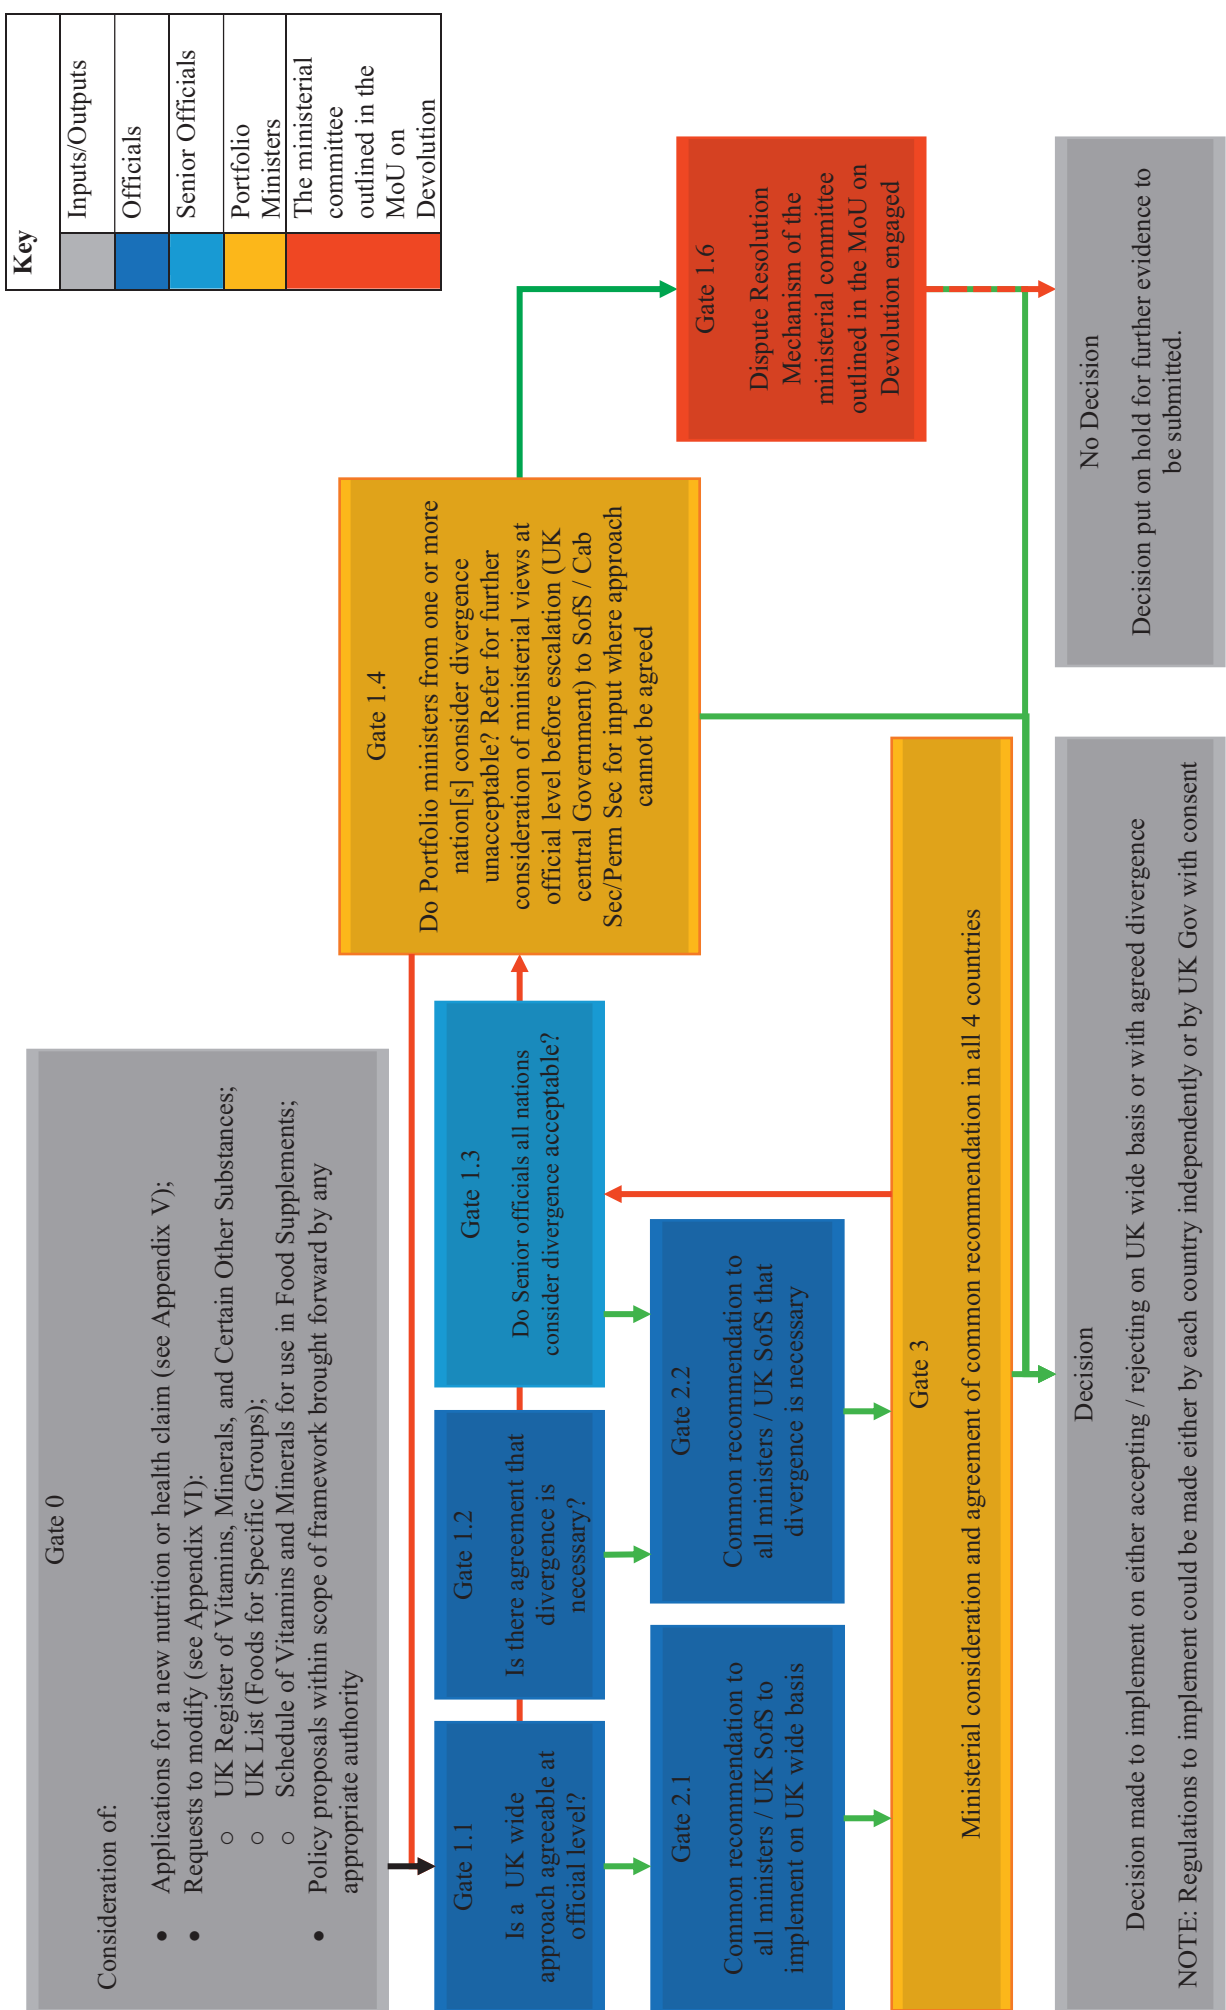 Key
Inputs/Outputs
Officials
Senior Officials
Portfolio
Ministers
The ministerial
committee
outlined in the
MoU on
Devolution
Gate 0
Consideration of:
• Applications for a new nutrition or health claim (see Appendix V);
• Requests to modify (see Appendix VI):
○ UK Register of Vitamins, Minerals, and Certain Other Substances;
○ UK List (Foods for Specific Groups);
○ Schedule of Vitamins and Minerals for use in Food Supplements;
• Policy proposals within scope of framework brought forward by any
appropriate authority
Gate 1.1
Is a UK wide
approach agreeable at
official level?
Gate 1.2
Is there agreement that
divergence is
necessary?
Gate 1.3
Do Senior officials all nations
consider divergence acceptable?
Gate 1.4
Do Portfolio ministers from one or more
nation[s] consider divergence
unacceptable? Refer for further
consideration of ministerial views at
official level before escalation (UK
central Government) to SofS / Cab
Sec/Perm Sec for input where approach
cannot be agreed
Gate 1.6
Dispute Resolution
Mechanism of the
ministerial committee
outlined in the MoU on
Devolution engaged
Gate 2.1
Common recommendation to
all ministers / UK SofS to
implement on UK wide basis
Gate 2.2
Common recommendation to
all ministers / UK SofS that
divergence is necessary
Gate 3
Ministerial consideration and agreement of common recommendation in all 4 countries
Decision
Decision made to implement on either accepting / rejecting on UK wide basis or with agreed divergence
NOTE: Regulations to implement could be made either by each country independently or by UK Gov with consent
No Decision
Decision put on hold for further evidence to
be submitted.